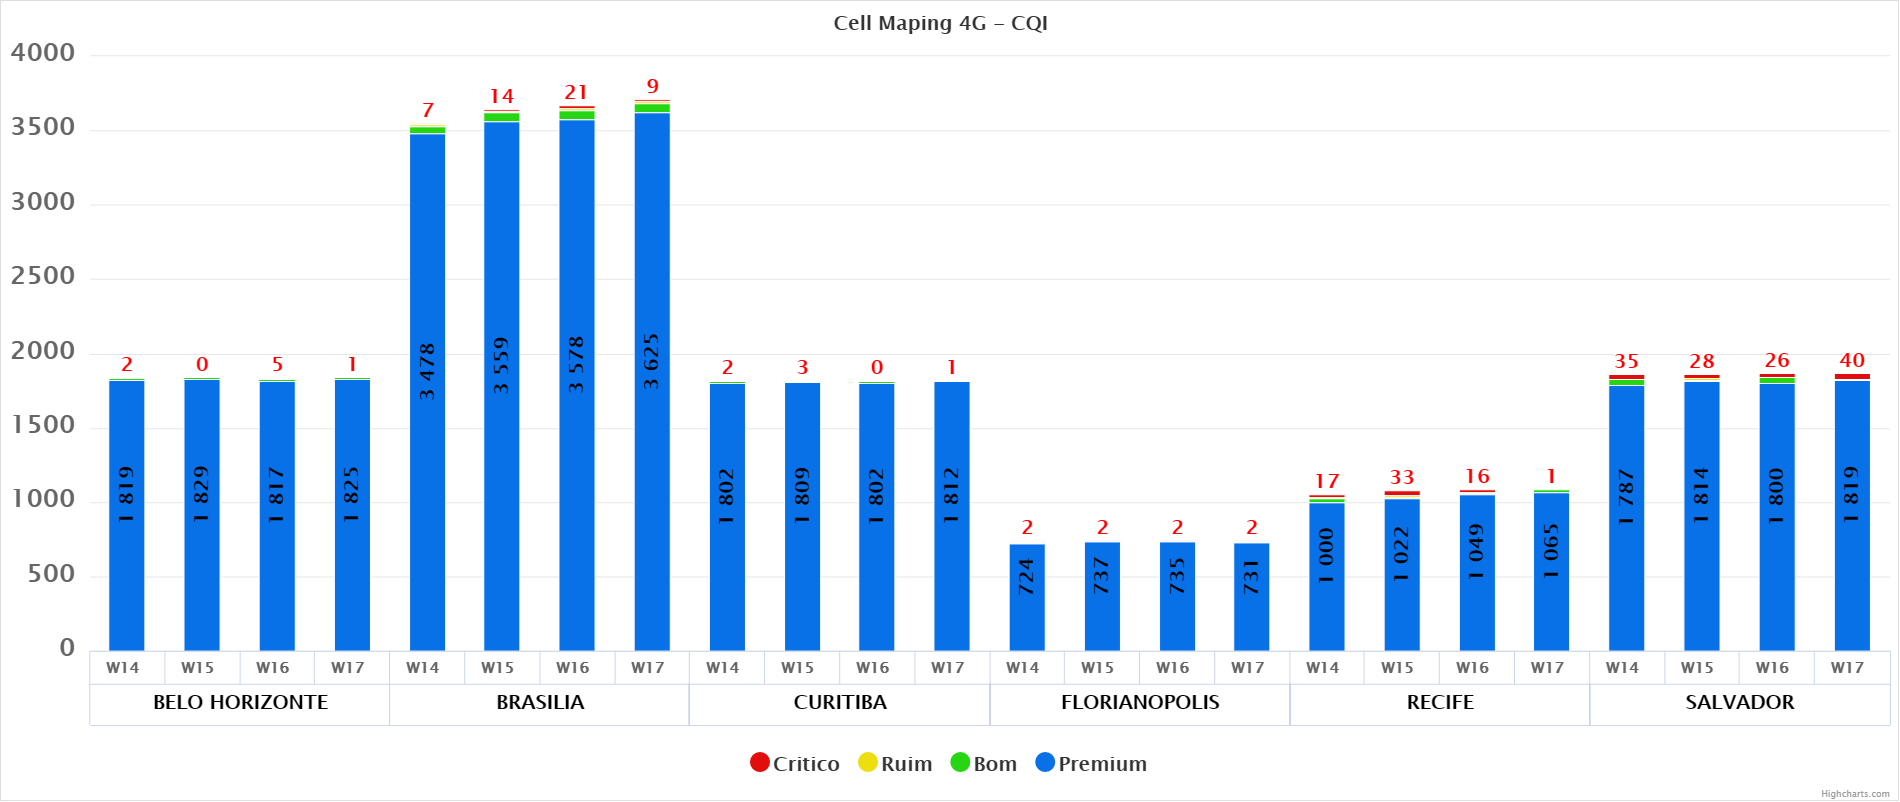 Cell Maping 4G - CQI
4000
3500
3000
2500
2000
1500
1000
500
0
2 0 5 1 7 14 21 9 2 3 0 1 2 2 2 2 17 33 16 1 35 28 26 40
1 819 1 829 1 817 1 825 3 478 3 559 3 578 3 625 1 802 1 809 1 802 1 812 724 737 735 731 1 000 1 022 1 049 1 065 1 787 1 814 1 800 1 819
W14 W15 W16 W17 W14 W15 W16 W17 W14 W15 W16 W17 W14 W15 W16 W17 W14 W15 W16 W17 W14 W15 W16 W17
BELO HORIZONTE BRASILIA CURITIBA FLORIANOPOLIS RECIFE SALVADOR
Critico Ruim Bom Premium
Highcharts.com